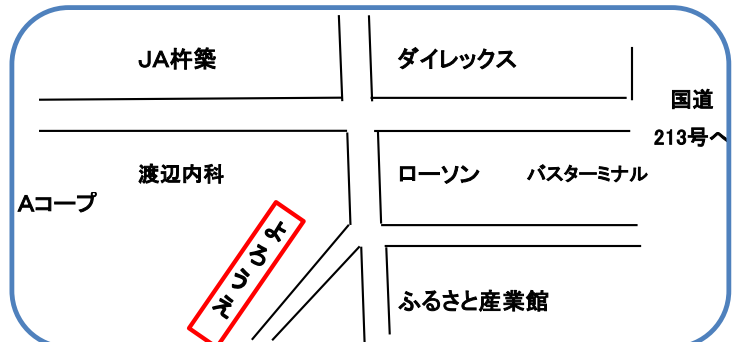 JA杵築
ダイレックス
国道
213号へ
渡辺内科
ローソン
バスターミナル
Aコープ
よろうえ
ふるさと産業館